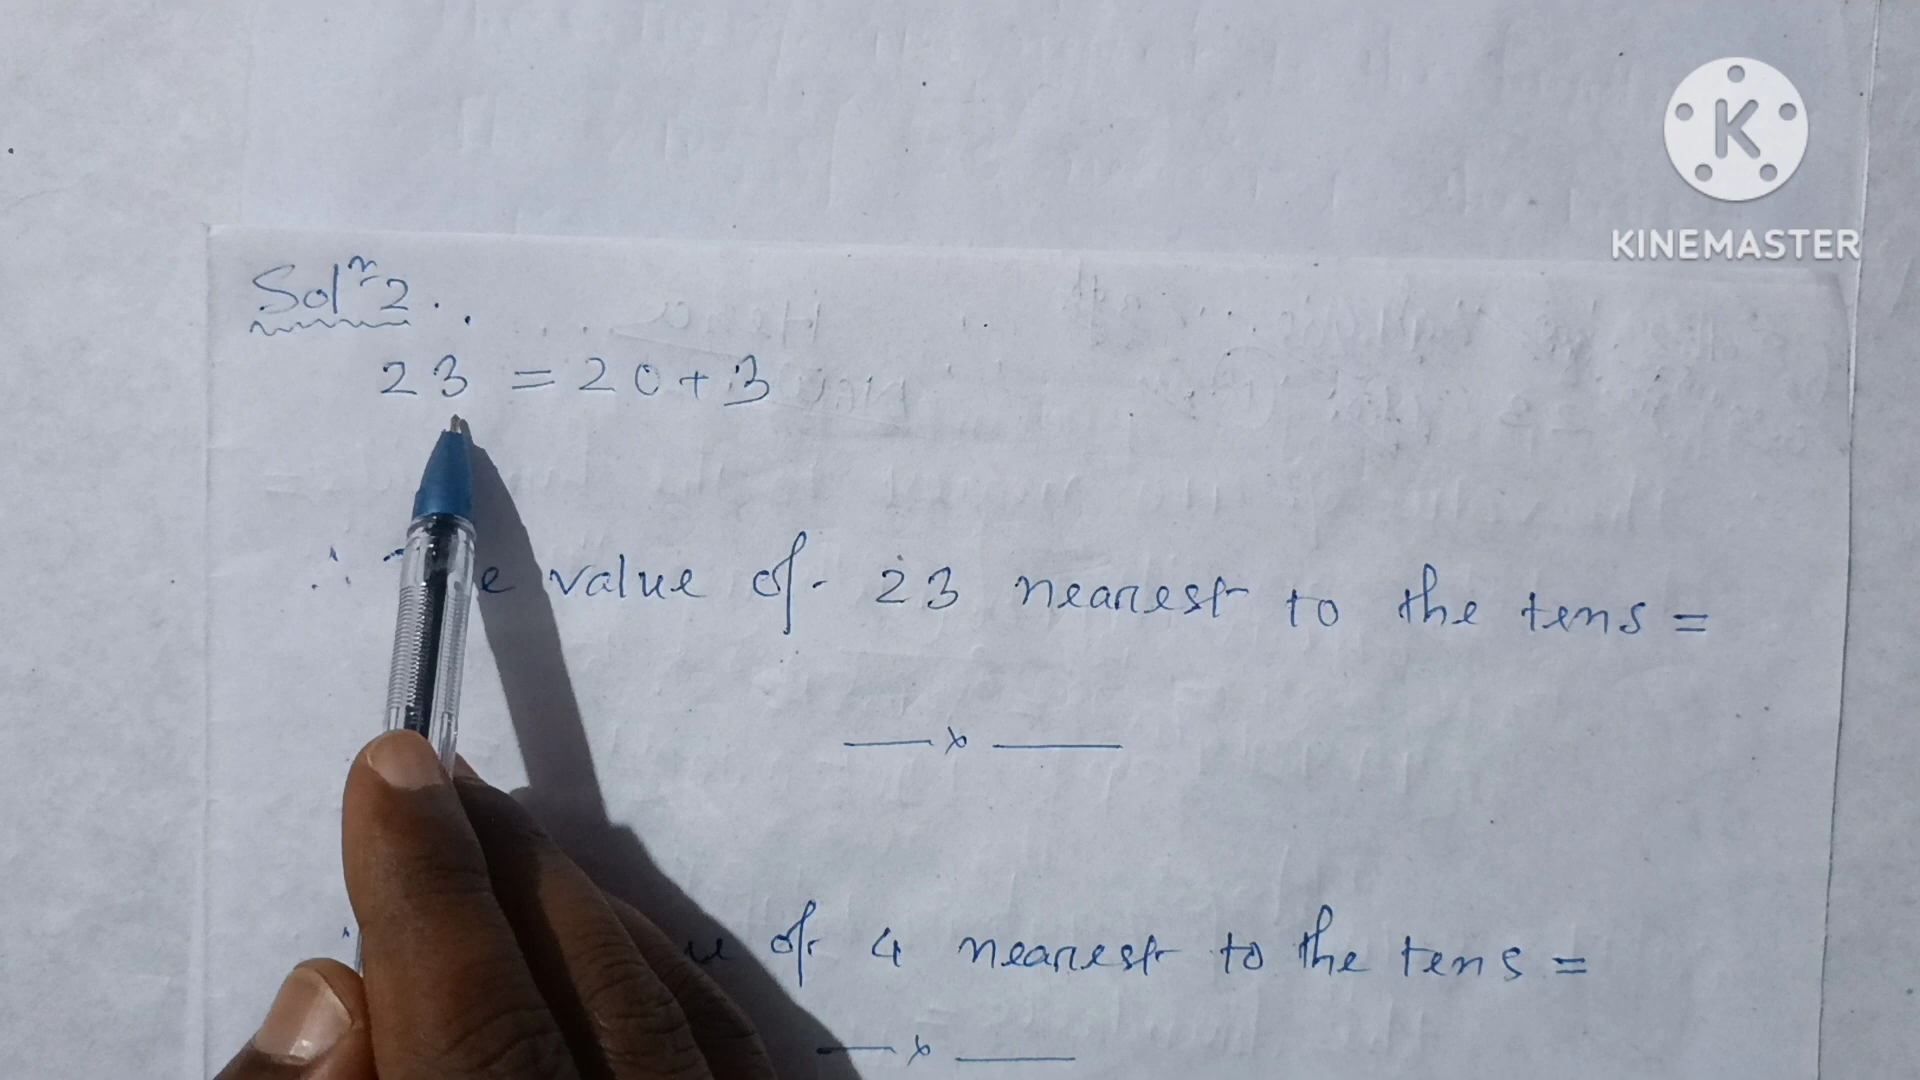 K
KINEMASTER
Solⁿ 2.
23 = 20 + 3
∴ value of 23 nearest to the tens =
x
of 4 nearest to the tens =
x